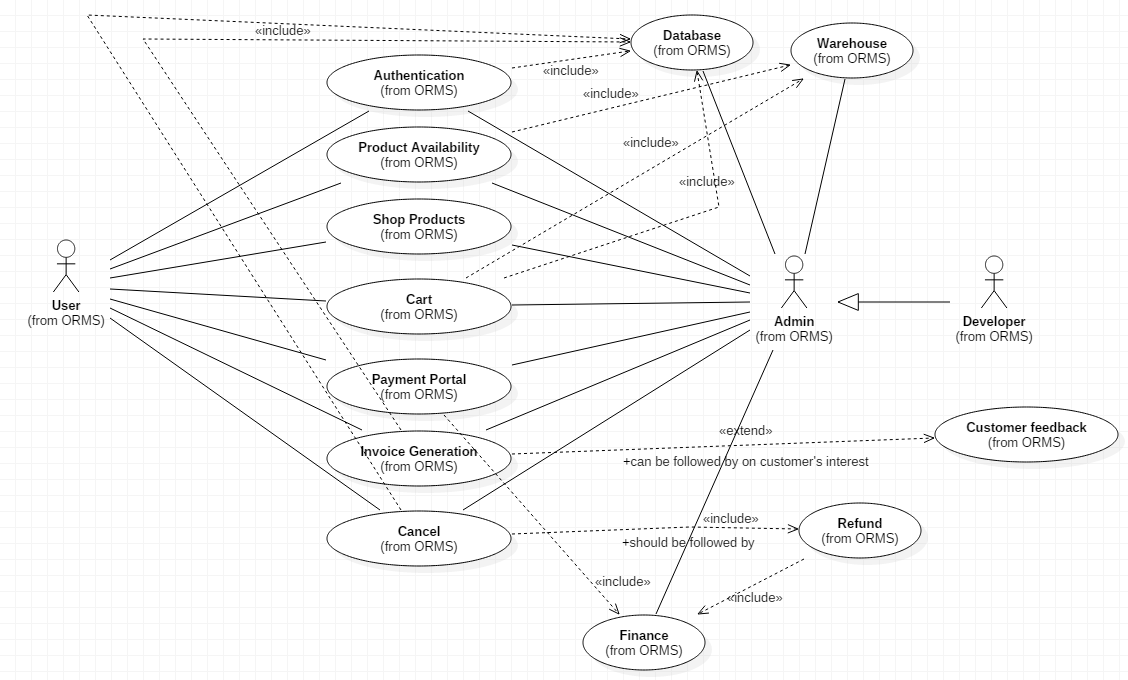 «include»
Database
(from ORMS)
Warehouse
(from ORMS)
Authentication
(from ORMS)
«include»
«include»
Product Availability
(from ORMS)
«include»
«include»
Shop Products
(from ORMS)
Cart
(from ORMS)
User
(from ORMS)
Admin
(from ORMS)
Developer
(from ORMS)
Payment Portal
(from ORMS)
Invoice Generation
(from ORMS)
«extend»
+can be followed by on customer's interest
Customer feedback
(from ORMS)
Cancel
(from ORMS)
«include»
+should be followed by
Refund
(from ORMS)
«include»
«include»
Finance
(from ORMS)